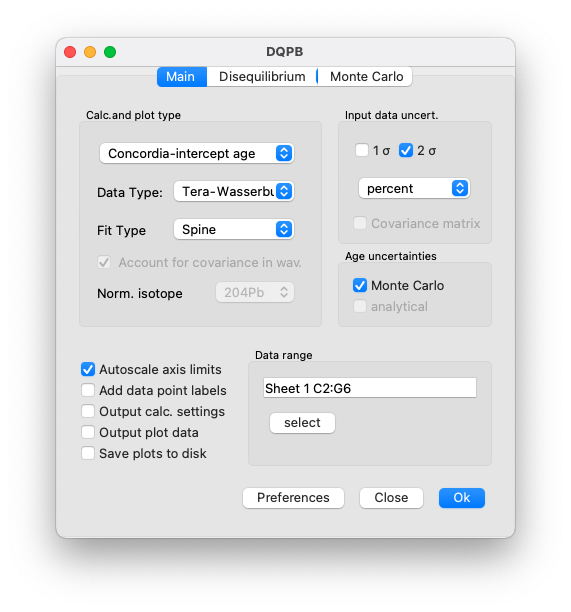 DQPB
Main Disequilibrium Monte Carlo
Calc.and plot type
Concordia-intercept age
Data Type: Tera-Wasserbu
Fit Type Spine
Account for covariance in wav.
Norm. isotope 204Pb
Input data uncert.
1 σ 2 σ
percent
Covariance matrix
Age uncertainties
Monte Carlo
analytical
Autoscale axis limits
Add data point labels
Output calc. settings
Output plot data
Save plots to disk
Data range
Sheet 1 C2:G6
select
Preferences Close Ok